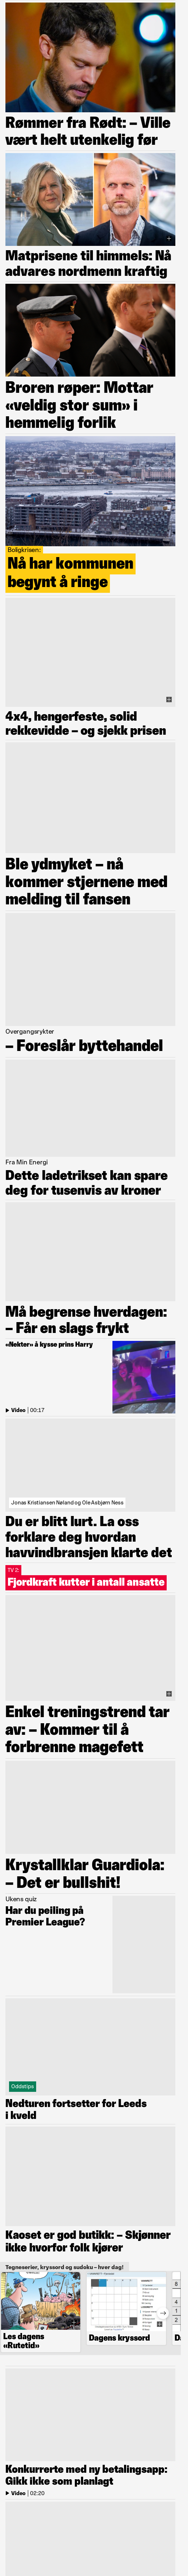 Rømmer fra Rødt: – Ville
vært helt utenkelig før
Matprisene til himmels: Nå
advares nordmenn kraftig
Broren røper: Mottar
«veldig stor sum» i
hemmelig forlik
Boligkrisen:
Nå har kommunen
begynt å ringe
4x4, hengerfeste, solid
rekkevidde – og sjekk prisen
Ble ydmyket – nå
kommer stjernene med
melding til fansen
Overgangsrykter
– Foreslår byttehandel
Fra Min Energi
Dette ladetrikset kan spare
deg for tusenvis av kroner
Må begrense hverdagen:
– Får en slags frykt
«Nekter» å kysse prins Harry
Video | 00:17
Jonas Kristiansen Nøland og Ole Asbjørn Ness
Du er blitt lurt. La oss
forklare deg hvordan
havvindbransjen klarte det
TV 2:
Fjordkraft kutter i antall ansatte
Enkel treningstrend tar
av: – Kommer til å
forbrenne magefett
Krystallklar Guardiola:
– Det er bullshit!
Ukens quiz
Har du peiling på
Premier League?
Oddstips
Nedturen fortsetter for Leeds
i kveld
Kaoset er god butikk: – Skjønner
ikke hvorfor folk kjører
Tegneserier, kryssord og sudoku – hver dag!
Les dagens
«Rutetid»
Dagens kryssord
8
4
1
2
Konkurrerte med ny betalingsapp:
Gikk ikke som planlagt
Video | 02:20